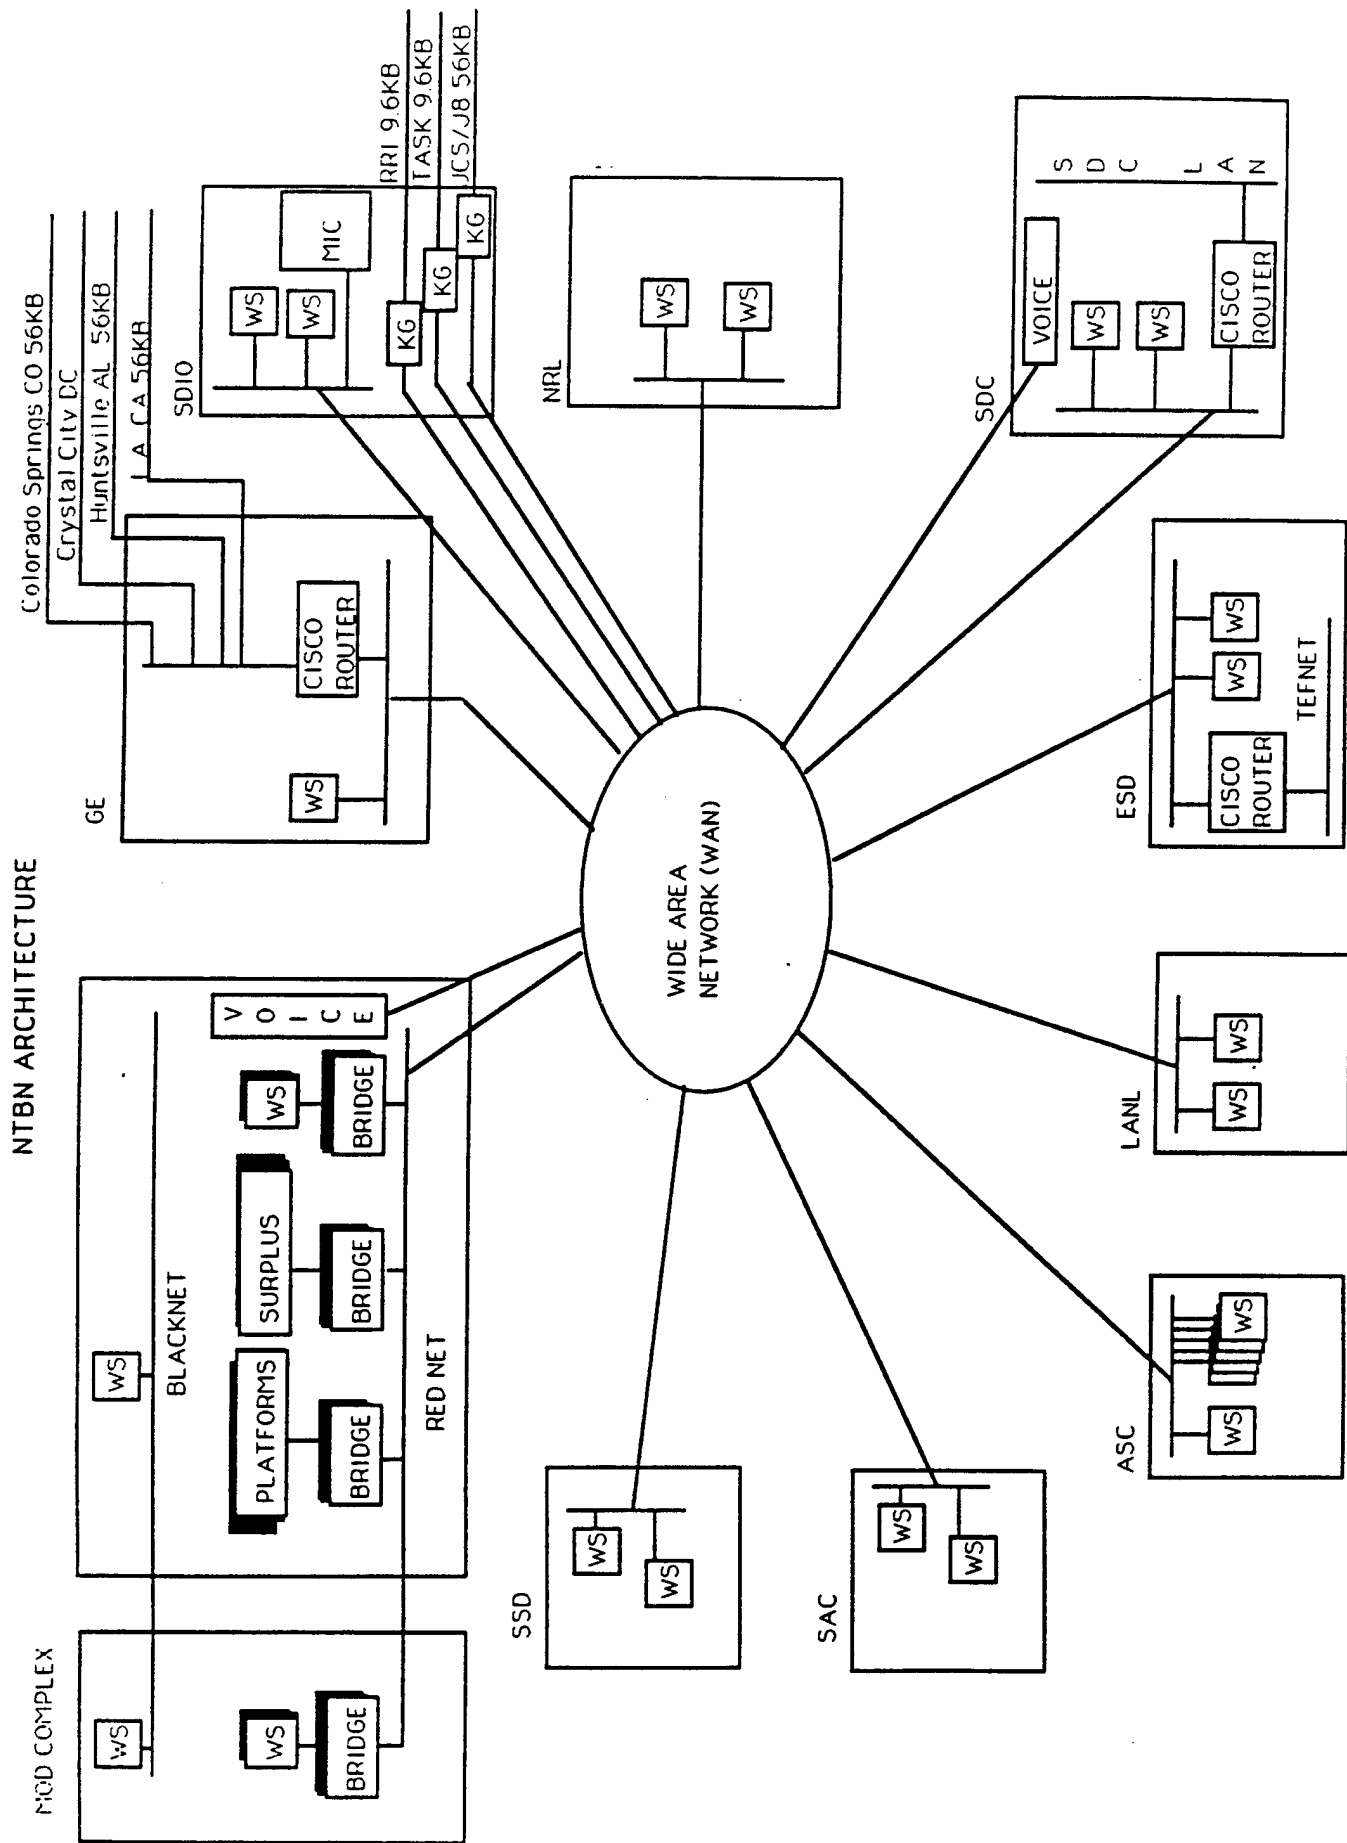 NTBN ARCHITECTURE
MOD COMPLEX
WS
WS
BRIDGE
WS
BLACKNET
PLATFORMS
SURPLUS
WS
BRIDGE
BRIDGE
BRIDGE
RED NET
VOICE
GE
WS
CISCO
ROUTER
Colorado Springs CO 56KB
Crystal City DC
Huntsville AL 56KB
CA 56KB
SDIO
WS
WS
MIC
KG
KG
KG
RRI 9.6KB
TASK 9.6KB
JCS/J8 56KB
WIDE AREA
NETWORK (WAN)
NRL
WS
WS
SSD
WS
WS
SAC
WS
WS
ASC
WS
WS
LANL
WS
WS
ESD
CISCO
ROUTER
WS
WS
TEFNET
SDC
VOICE
WS
WS
CISCO
ROUTER
SDC LAN